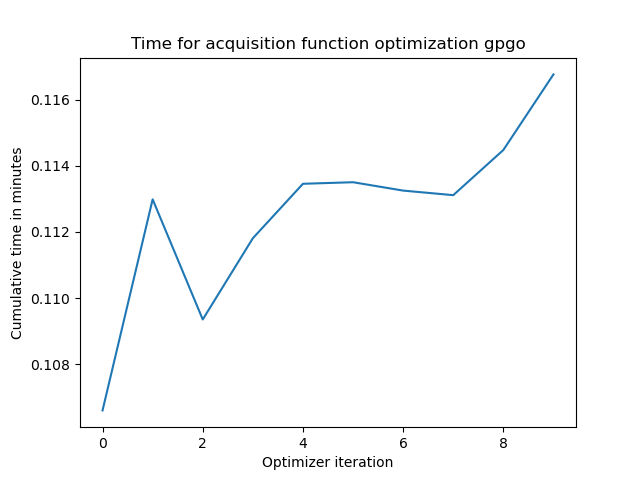 Time for acquisition function optimization gpgo
Cumulative time in minutes
0.116
0.114
0.112
0.110
0.108
0 2 4 6 8
Optimizer iteration